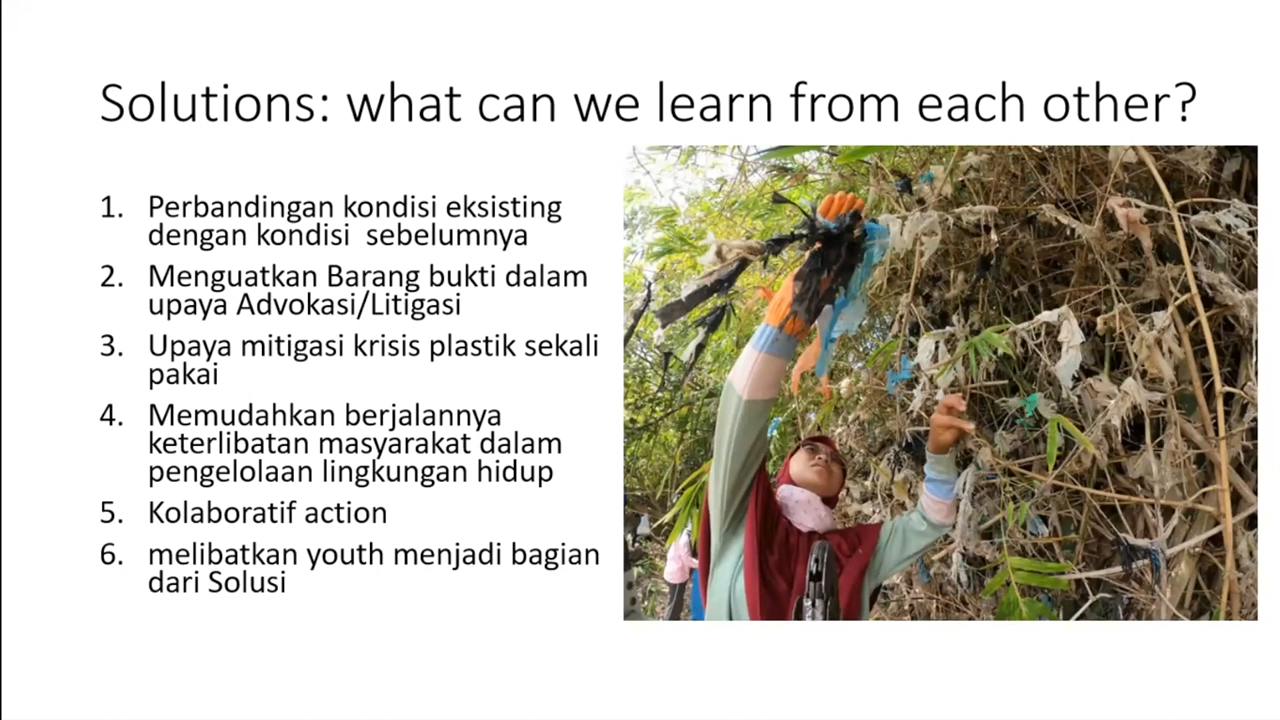 Solutions: what can we learn from each other?
1. Perbandingan kondisi eksisting
dengan kondisi  sebelumnya
2. Menguatkan Barang bukti dalam
upaya Advokasi/Litigasi
3. Upaya mitigasi krisis plastik sekali
pakai
4. Memudahkan berjalannya
keterlibatan masyarakat dalam
pengelolaan lingkungan hidup
5. Kolaboratif action
6. melibatkan youth menjadi bagian
dari Solusi